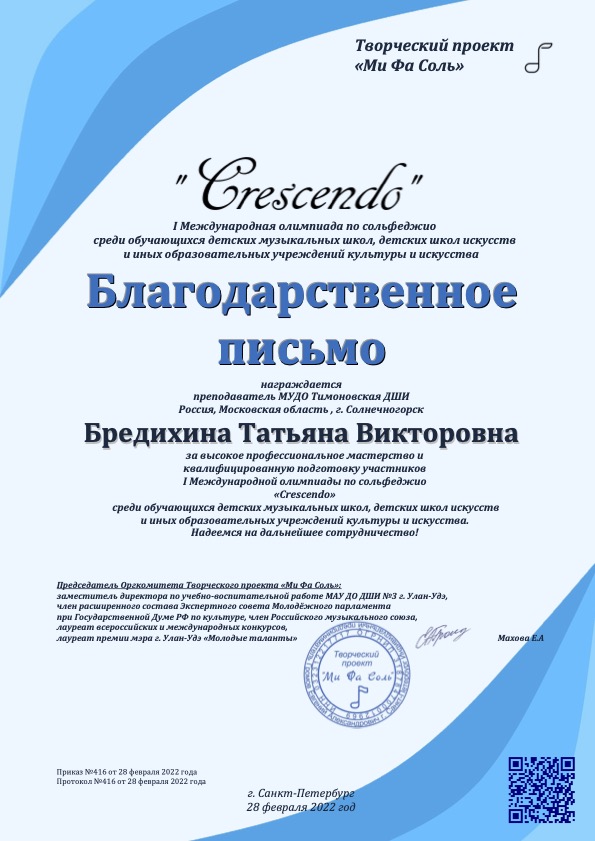 Творческий проект
«Ми Фа Соль»
"Crescendo"
I Международная олимпиада по сольфеджио
среди обучающихся детских музыкальных школ, детских школ искусств
и иных образовательных учреждений культуры и искусства
Благодарственное
письмо
награждается
преподаватель МУДО Тимоновская ДШИ
Россия, Московская область , г. Солнечногорск
Бредихина Татьяна Викторовна
за высокое профессиональное мастерство и
квалифицированную подготовку участников
I Международной олимпиады по сольфеджио
«Crescendo»
среди обучающихся детских музыкальных школ, детских школ искусств
и иных образовательных учреждений культуры и искусства.
Надеемся на дальнейшее сотрудничество!
Председатель Оргкомитета Творческого проекта «Ми Фа Соль»:
заместитель директора по учебно-воспитательной работе МАУ ДО ДШИ №3 г. Улан-Удэ,
член расширенного состава Экспертного совета Молодёжного парламента
при Государственной Думе РФ по культуре, член Российского музыкального союза,
лауреат всероссийских и международных конкурсов,
лауреат премии мэра г. Улан-Удэ «Молодые таланты»
Махова Е.А
Творческий
проект
"Ми Фа Соль"
Приказ №416 от 28 февраля 2022 года
Протокол №416 от 28 февраля 2022 года
г. Санкт-Петербург
28 февраля 2022 год